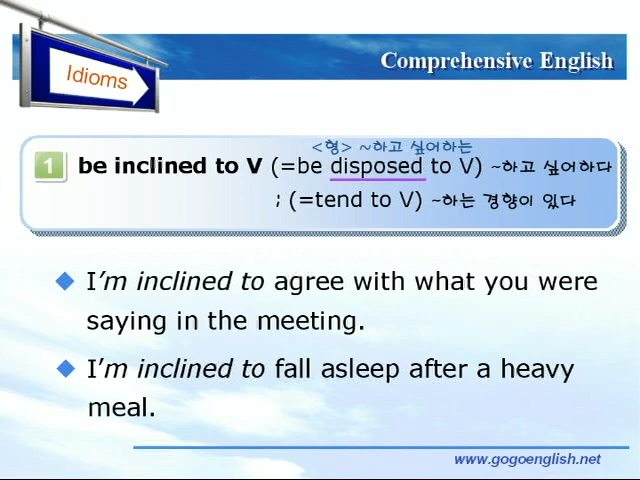 Idioms
Comprehensive English
<형> ~하고 싶어하는
1 be inclined to V (=be disposed to V) ~하고 싶어하다
; (=tend to V) ~하는 경향이 있다
I'm inclined to agree with what you were
saying in the meeting.
I'm inclined to fall asleep after a heavy
meal.
www.gogoenglish.net